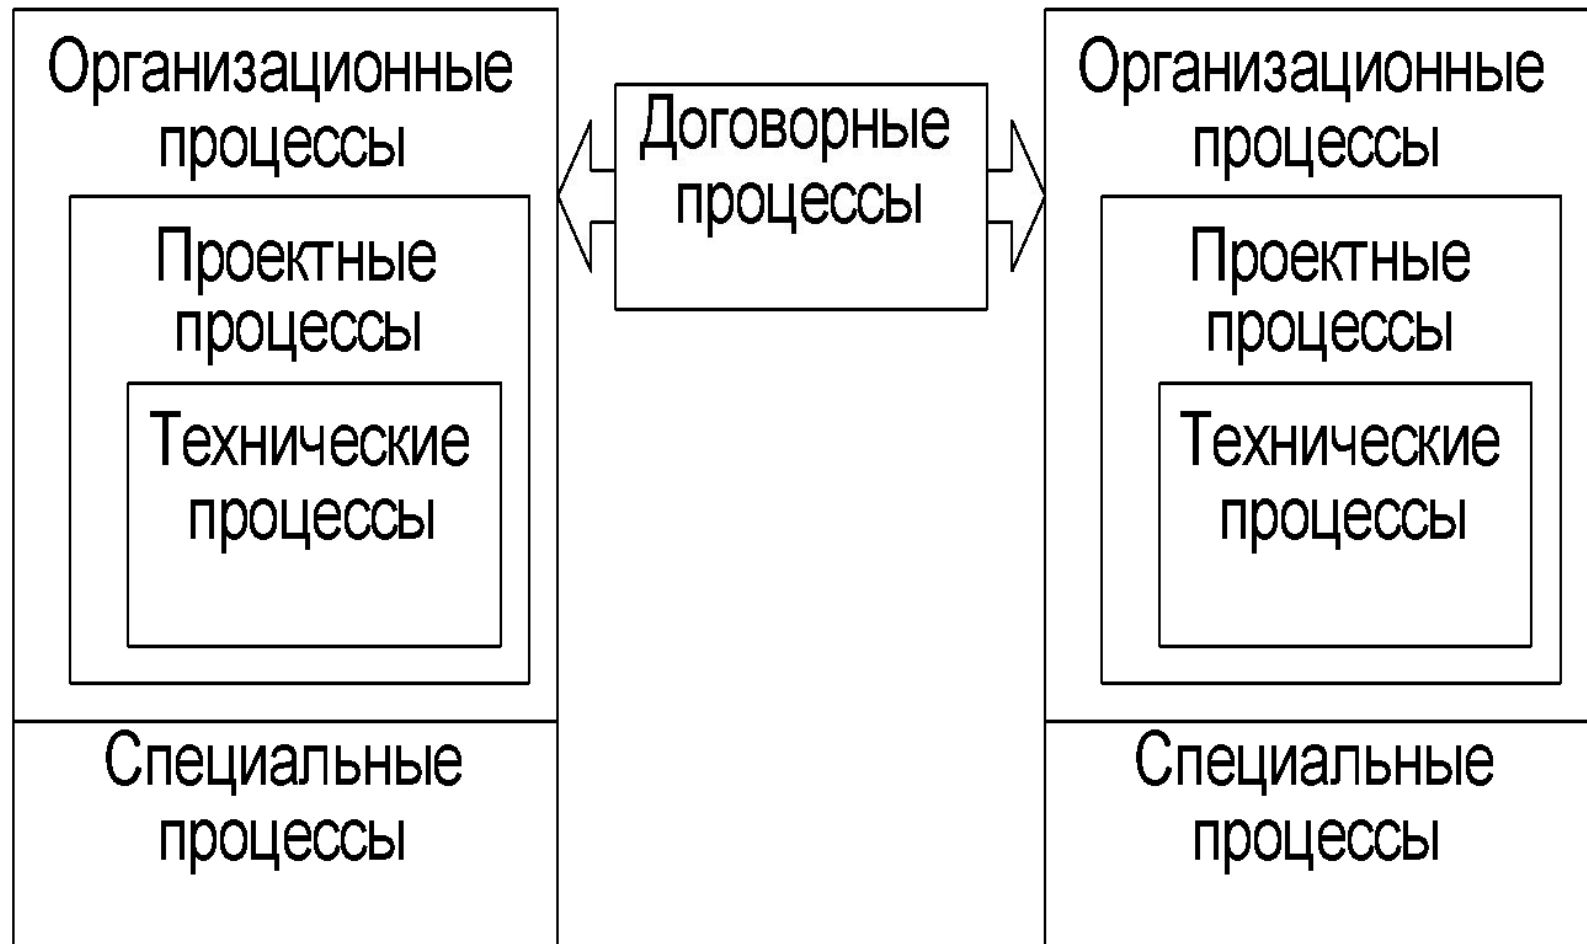 Организационные
процессы
Проектные
процессы
Технические
процессы
Специальные
процессы
Договорные
процессы
Организационные
процессы
Проектные
процессы
Технические
процессы
Специальные
процессы